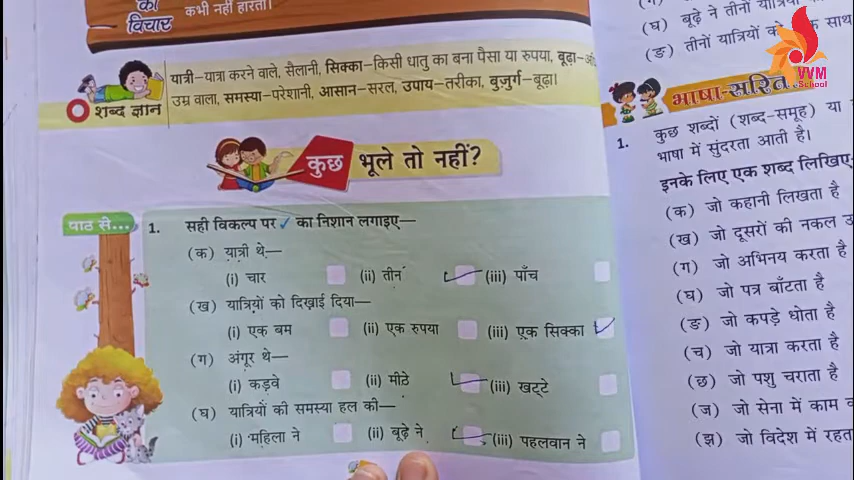 का
विचार
कभी नहीं हारता।
शब्द ज्ञान
यात्री–यात्रा करने वाले, सैलानी, सिक्का–किसी धातु का बना पैसा या रुपया, बूढ़ा–
उम्र वाला, समस्या–परेशानी, आसान–सरल, उपाय–तरीका, बुज़ुर्ग–बूढ़ा।
कुछ भूले तो नहीं?
पाठ से...
1. सही विकल्प पर ✓ का निशान लगाइए—
(क) यात्री थे—
(i) चार (ii) तीन (iii) पाँच
(ख) यात्रियों को दिखाई दिया—
(i) एक बम (ii) एक रुपया (iii) एक सिक्का
(ग) अंगूर थे—
(i) कड़वे (ii) मीठे (iii) खट्टे
(घ) यात्रियों की समस्या हल की—
(i) महिला ने (ii) बूढ़े ने (iii) पहलवान ने
(घ) बूढ़े ने तीनों
(ङ) तीनों यात्रियों को के साथ
VVM
School
भाषा-सरित
1. कुछ शब्दों (शब्द-समूह) या
भाषा में सुंदरता आती है।
इनके लिए एक शब्द लिखिए
(क) जो कहानी लिखता है
(ख) जो दूसरों की नकल
(ग) जो अभिनय करता है
(घ) जो पत्र बाँटता है
(ङ) जो कपड़े धोता है
(च) जो यात्रा करता है
(छ) जो पशु चराता है
(ज) जो सेना में काम
(झ) जो विदेश में रहता